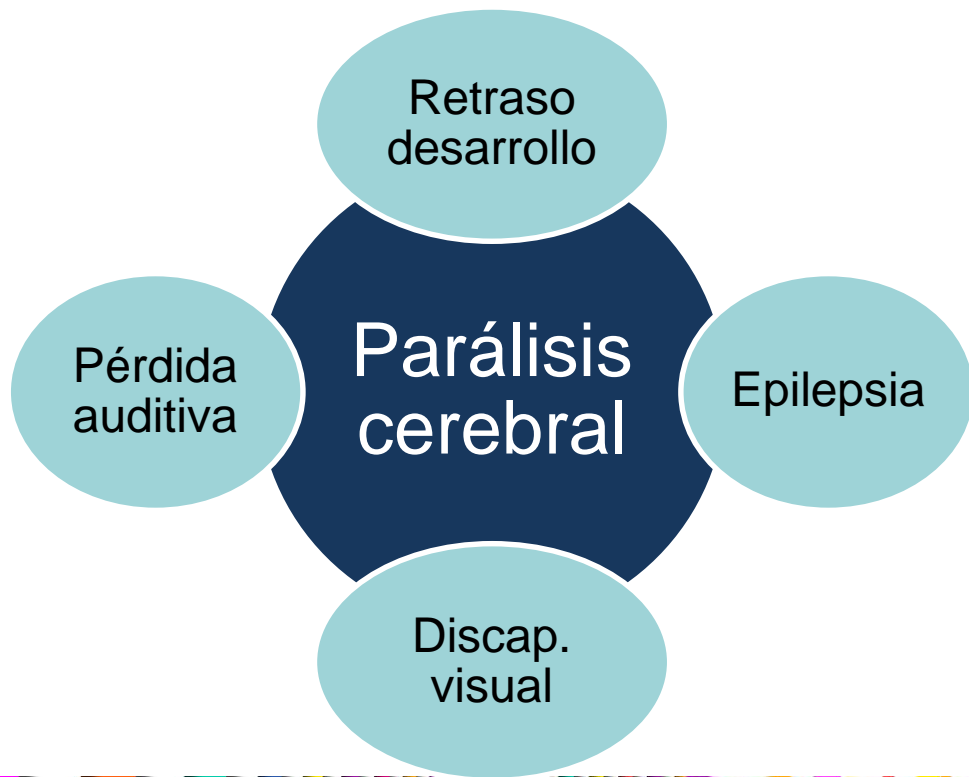 Retraso
desarrollo
Pérdida
auditiva
Parálisis
cerebral
Epilepsia
Discap.
visual